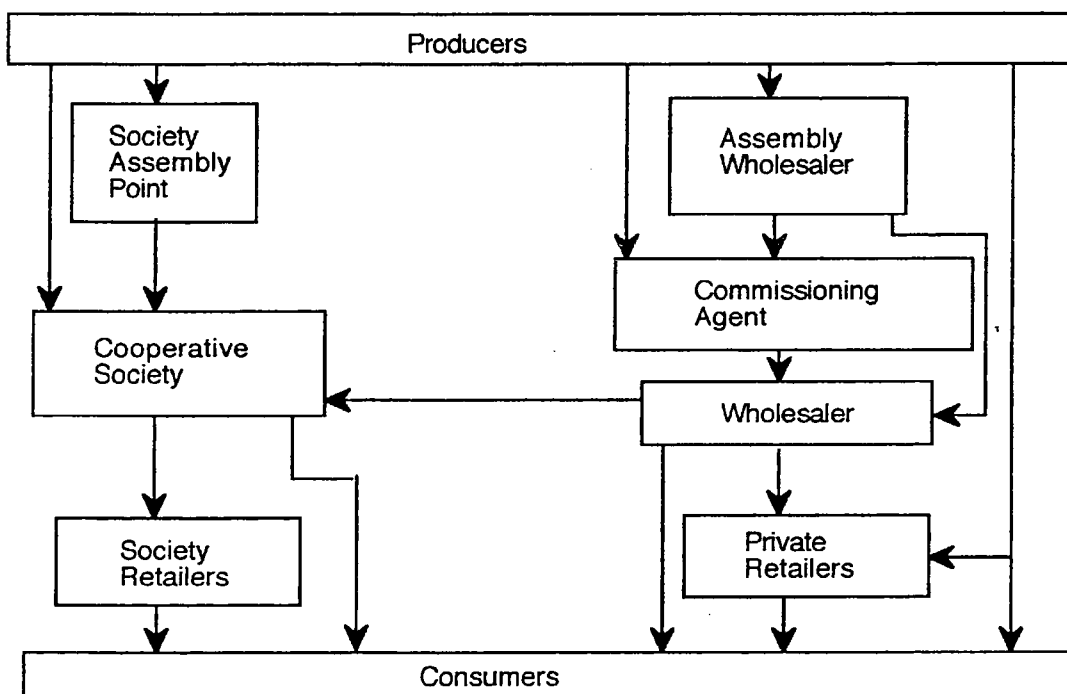 Producers
Society
Assembly
Point
Assembly
Wholesaler
Commissioning
Agent
Cooperative
Society
Wholesaler
Society
Retailers
Private
Retailers
Consumers